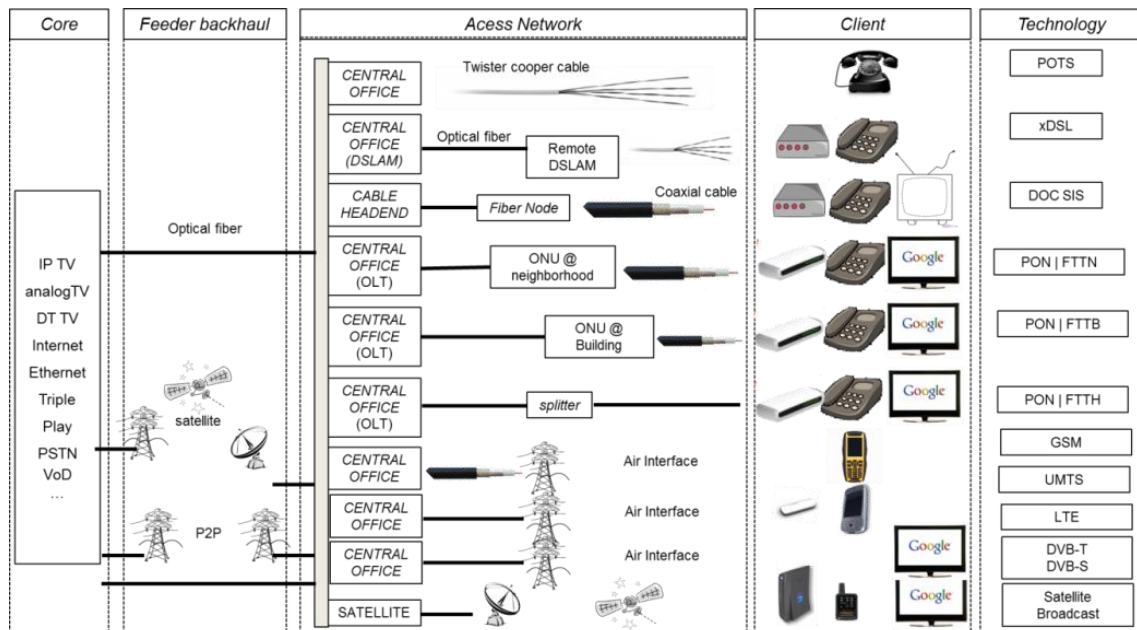 Core
Feeder backhaul
Acess Network
Client
Technology
IP TV
analogTV
DT TV
Internet
Ethernet
Triple
Play
PSTN
VoD
...
Optical fiber
satellite
P2P
CENTRAL
OFFICE
Twister cooper cable
CENTRAL
OFFICE
(DSLAM)
Optical fiber
Remote
DSLAM
CABLE
HEADEND
Fiber Node
Coaxial cable
CENTRAL
OFFICE
(OLT)
ONU @
neighborhood
CENTRAL
OFFICE
(OLT)
ONU @
Building
CENTRAL
OFFICE
(OLT)
splitter
CENTRAL
OFFICE
Air Interface
CENTRAL
OFFICE
Air Interface
CENTRAL
OFFICE
Air Interface
SATELLITE
Google
Google
Google
Google
Google
POTS
xDSL
DOC SIS
PON | FTTN
PON | FTTB
PON | FTTH
GSM
UMTS
LTE
DVB-T
DVB-S
Satellite
Broadcast